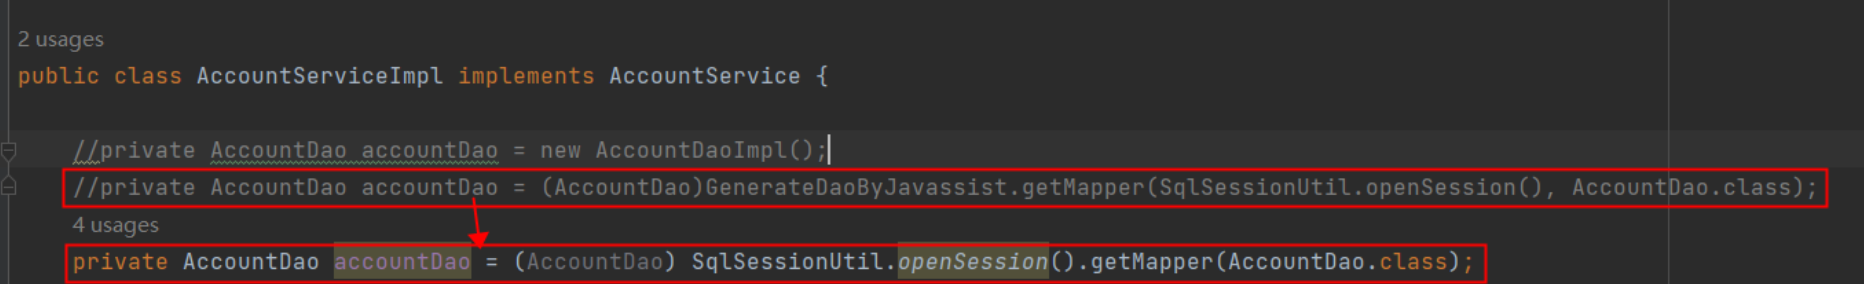 2 usages
public class AccountServiceImpl implements AccountService {
//private AccountDao accountDao = new AccountDaoImpl();
//private AccountDao accountDao = (AccountDao)GenerateDaoByJavassist.getMapper(SqlSessionUtil.openSession(), AccountDao.class);
4 usages
private AccountDao accountDao = (AccountDao) SqlSessionUtil.openSession().getMapper(AccountDao.class);